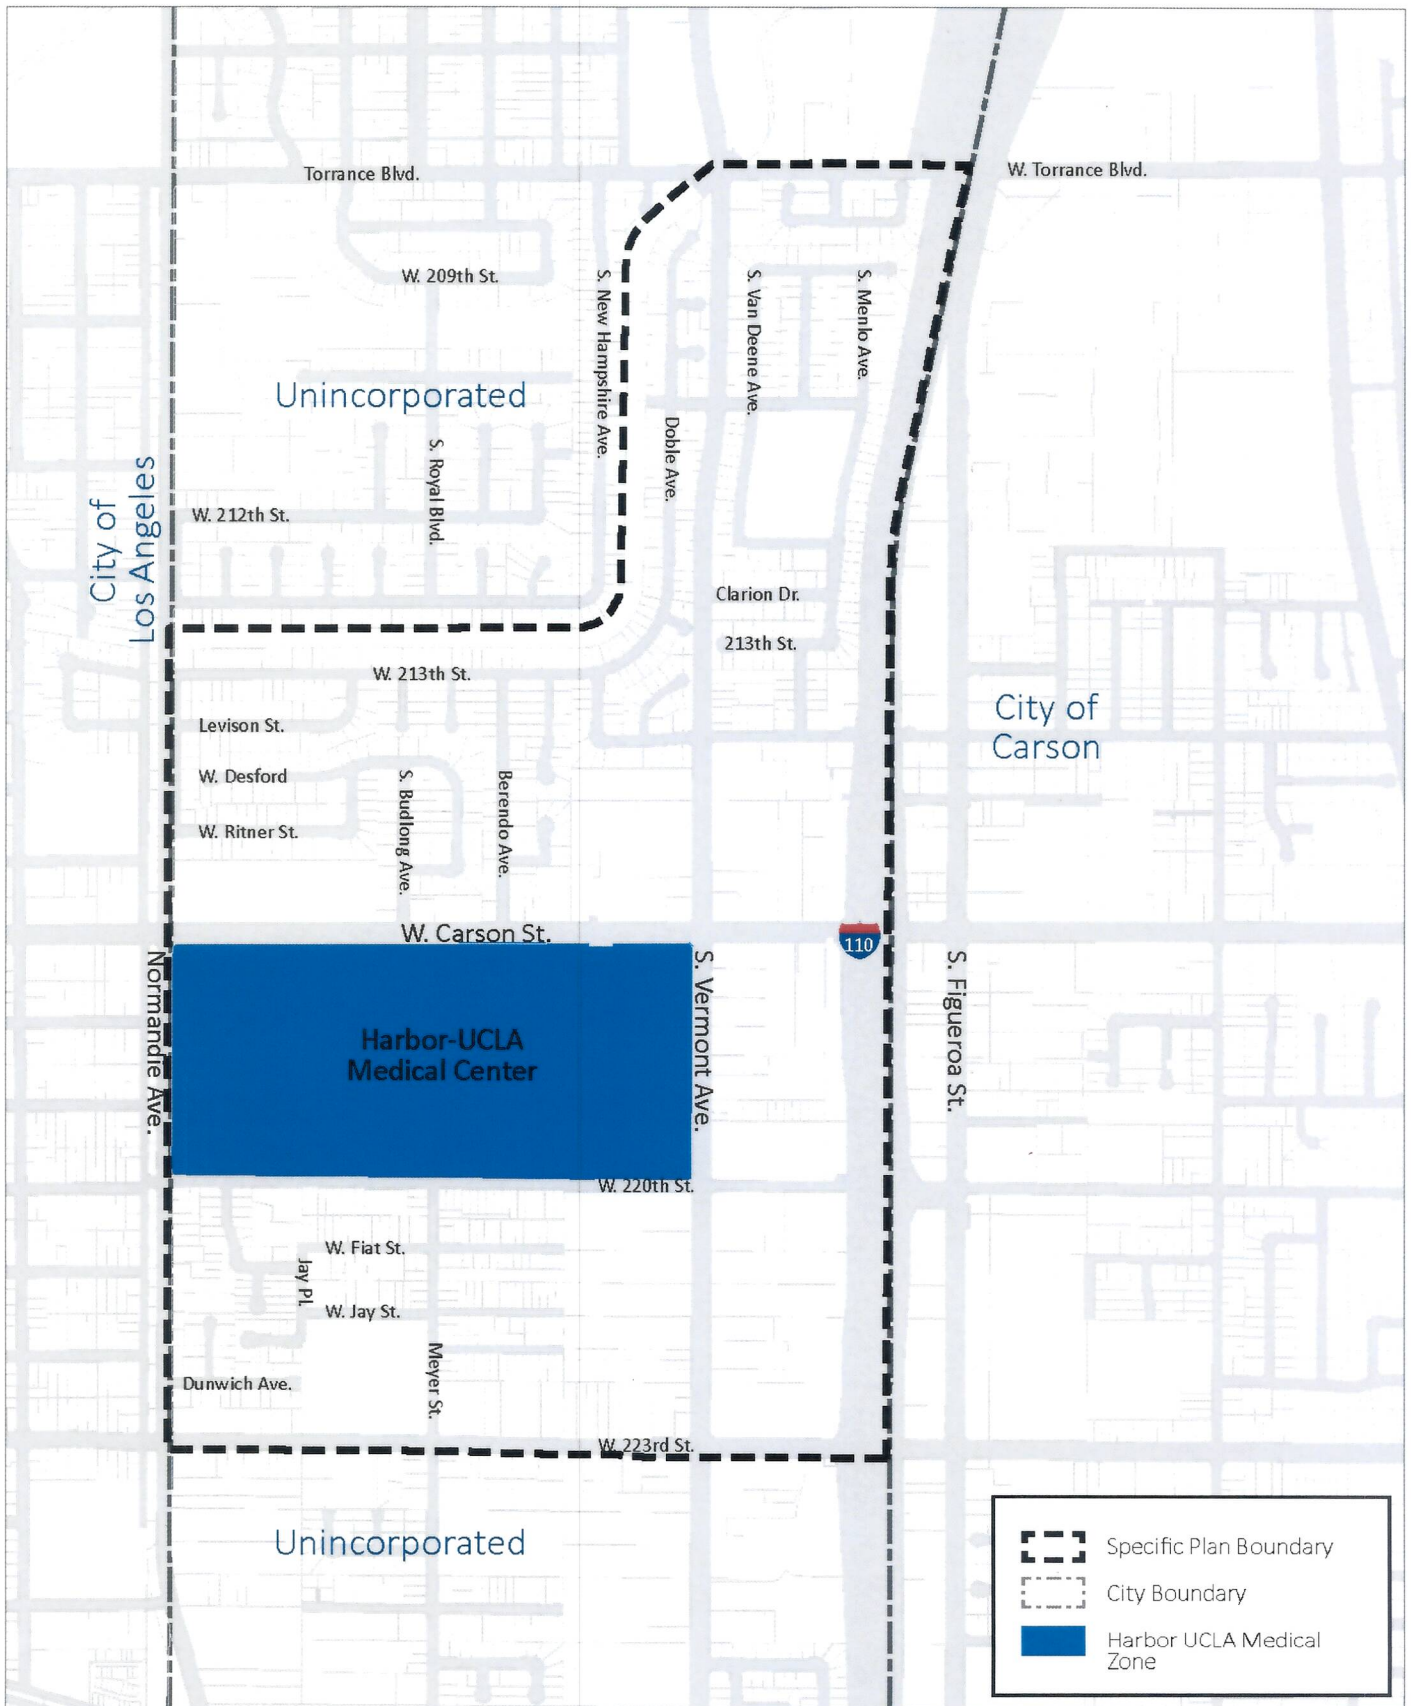 Torrance Blvd.
W. Torrance Blvd.
W. 209th St.
S. New Hampshire Ave.
S. Van Deene Ave.
S. Menlo Ave.
Unincorporated
Doble Ave.
S. Royal Blvd.
City of
Los Angeles
W. 212th St.
Clarion Dr.
213th St.
W. 213th St.
City of
Carson
Levison St.
W. Desford
S. Budlong Ave.
Berendo Ave.
W. Ritner St.
W. Carson St.
110
Normandie Ave.
S. Vermont Ave.
S. Figueroa St.
Harbor-UCLA
Medical Center
W. 220th St.
W. Fiat St.
Jay Pl.
W. Jay St.
Meyer St.
Dunwich Ave.
W. 223rd St.
Unincorporated
Specific Plan Boundary
City Boundary
Harbor UCLA Medical
Zone